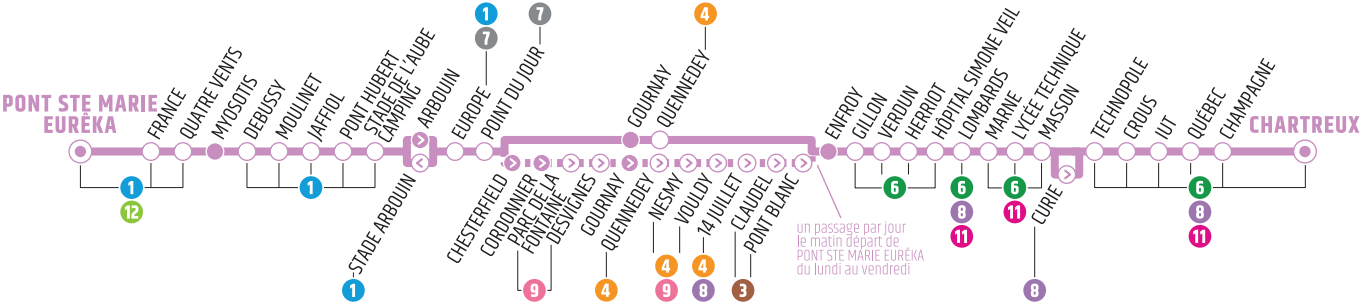 PONT STE MARIE
EURÊKA
FRANCE
QUATRE VENTS
MYOSOTIS
DEBUSSY
MOULINET
JAFFIOL
PONT HUBERT
STADE DE L'AUBE
CAMPING
ARBOUIN
STADE ARBOUIN
EUROPE
POINT DU JOUR
GOURNAY
QUENNEDEY
CHESTERFIELD
CORDONNIER
PARC DE LA
FONTAINE
DESVIGNES
GOURNAY
QUENNEDEY
NESMY
VOULDY
14 JUILLET
CLAUDEL
PONT BLANC
ENFROY
GILLON
VERDUN
HERRIOT
HÔPITAL SIMONE VEIL
LOMBARDS
MARNE
LYCÉE TECHNIQUE
MASSON
CURIE
TECHNOPOLE
CROUS
IUT
QUÉBEC
CHAMPAGNE
CHARTREUX
un passage par jour
le matin départ de
PONT STE MARIE EURÊKA
du lundi au vendredi
1
12
1
1
1
7
7
4
9
4
4
9
4
8
3
6
6
8
11
6
11
8
6
8
11